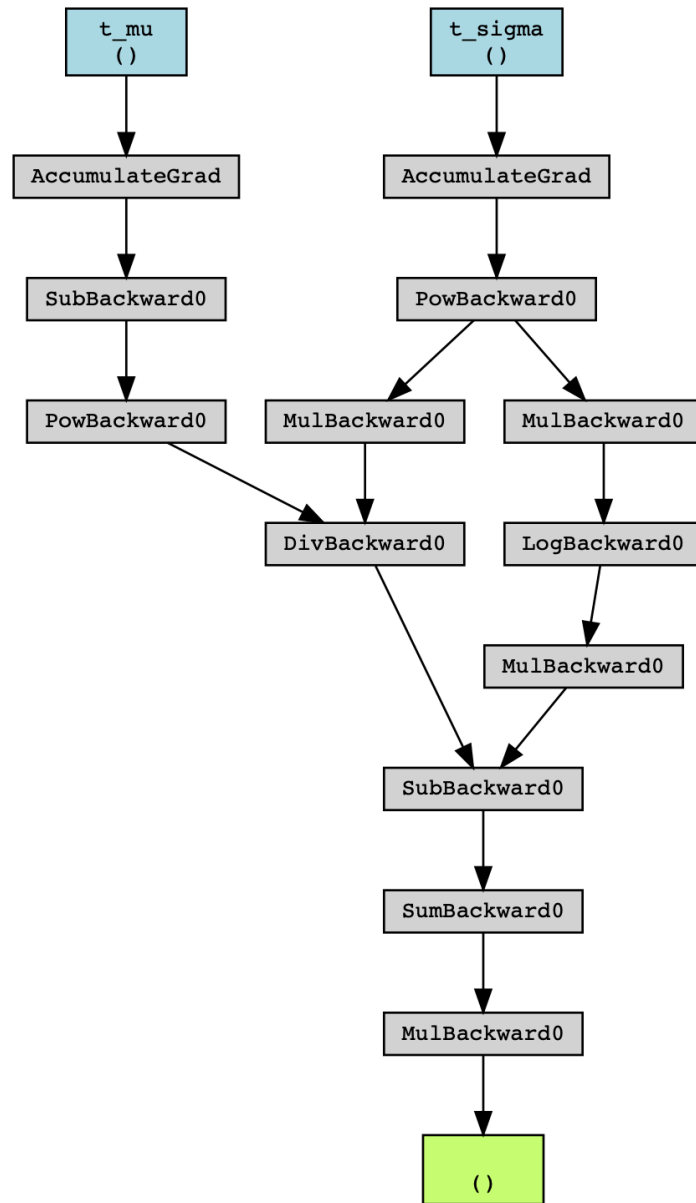 t_mu
()
t_sigma
()
AccumulateGrad
AccumulateGrad
SubBackward0
PowBackward0
PowBackward0
MulBackward0
MulBackward0
DivBackward0
LogBackward0
MulBackward0
SubBackward0
SumBackward0
MulBackward0
()